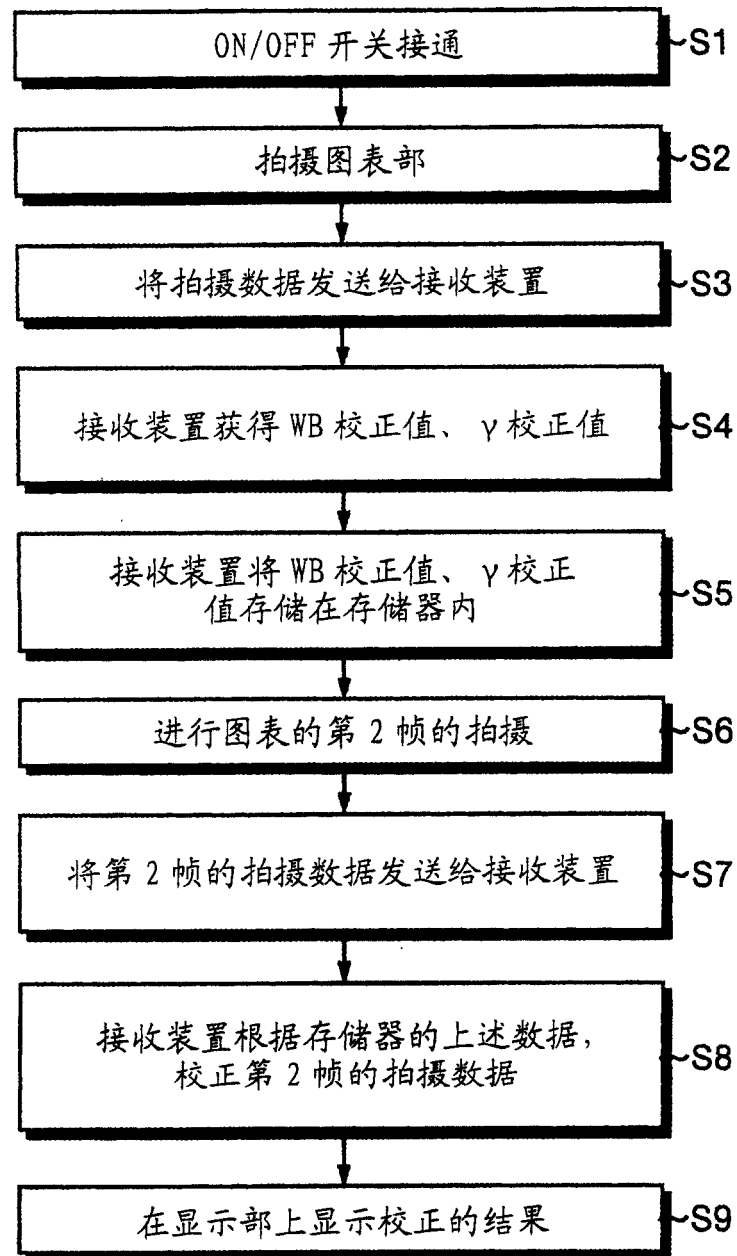 ON/OFF 开关接通
S1
拍摄图表部
S2
将拍摄数据发送给接收装置
S3
接收装置获得 WB 校正值、γ校正值
S4
接收装置将 WB 校正值、γ校正
值存储在存储器内
S5
进行图表的第 2 帧的拍摄
S6
将第 2 帧的拍摄数据发送给接收装置
S7
接收装置根据存储器的上述数据，
校正第 2 帧的拍摄数据
S8
在显示部上显示校正的结果
S9